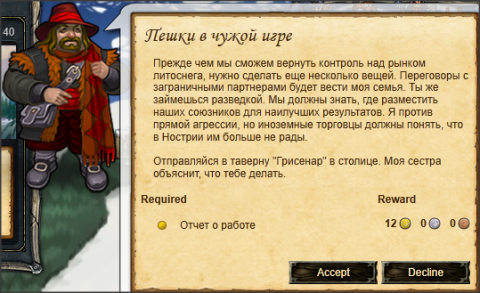 40
Пешки в чужой игре
Прежде чем мы сможем вернуть контроль над рынком
литоснега, нужно сделать еще несколько вещей. Переговоры с
заграничными партнерами будет вести моя семья. Ты же
займешься разведкой. Мы должны знать, где разместить
наших союзников для наилучших результатов. Я против
прямой агрессии, но иноземные торговцы должны понять, что
в Нострии им больше не рады.
Отправляйся в таверну "Грисенар" в столице. Моя сестра
объяснит, что тебе делать.
Required Reward
Отчет о работе 12 0 0
Accept Decline